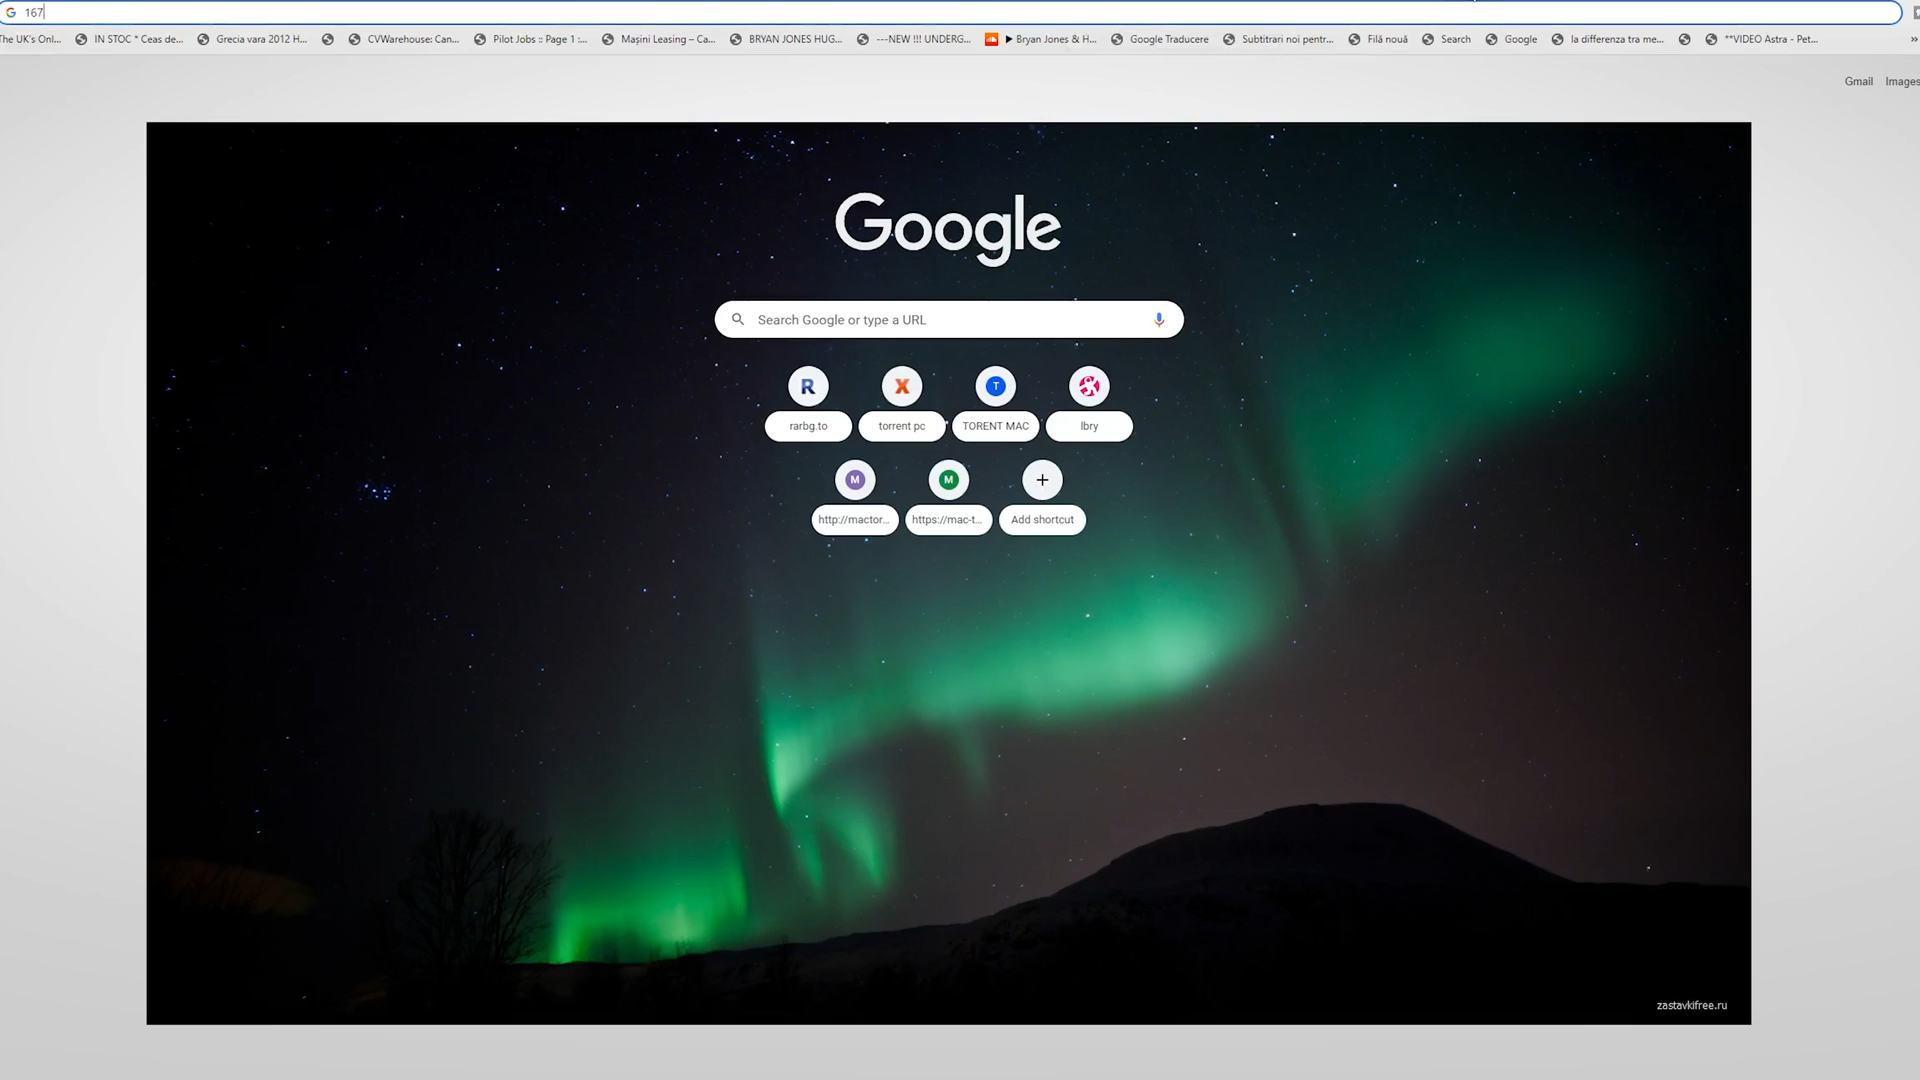 167
The UK's Onl...
IN STOC * Ceas de...
Grecia vara 2012 H...
CVWarehouse: Can...
Pilot Jobs :: Page 1 :...
Mașini Leasing – Ca...
BRYAN JONES HUG...
---NEW !!! UNDERG...
▶ Bryan Jones & H...
Google Traducere
Subtitrari noi pentr...
Filă nouă
Search
Google
la differenza tra me...
**VIDEO Astra - Pet...
»
Gmail Images
Google
Search Google or type a URL
R X T
rarbg.to torrent pc TORENT MAC lbry
M M
http://mactor... https://mac-t... Add shortcut
zastavkifree.ru